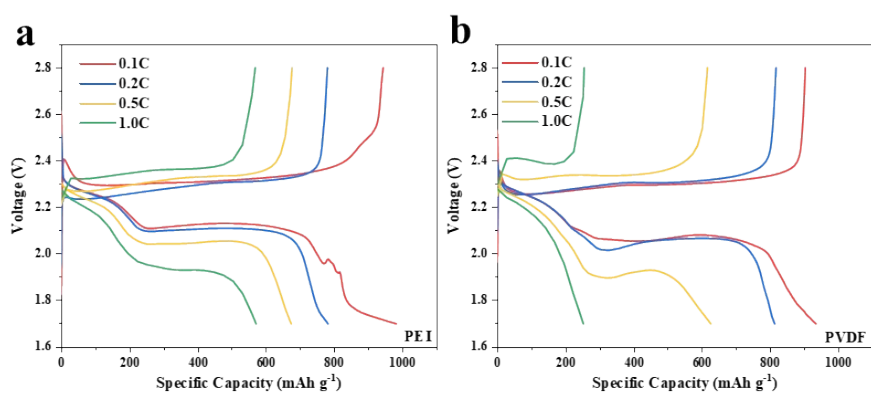 a
2.8
2.6
2.4
2.2
2.0
1.8
1.6
Voltage (V)
0.1C
0.2C
0.5C
1.0C
PEI
0 200 400 600 800 1000
Specific Capacity (mAh g⁻¹)
b
2.8
2.6
2.4
2.2
2.0
1.8
1.6
Voltage (V)
0.1C
0.2C
0.5C
1.0C
PVDF
0 200 400 600 800 1000
Specific Capacity (mAh g⁻¹)